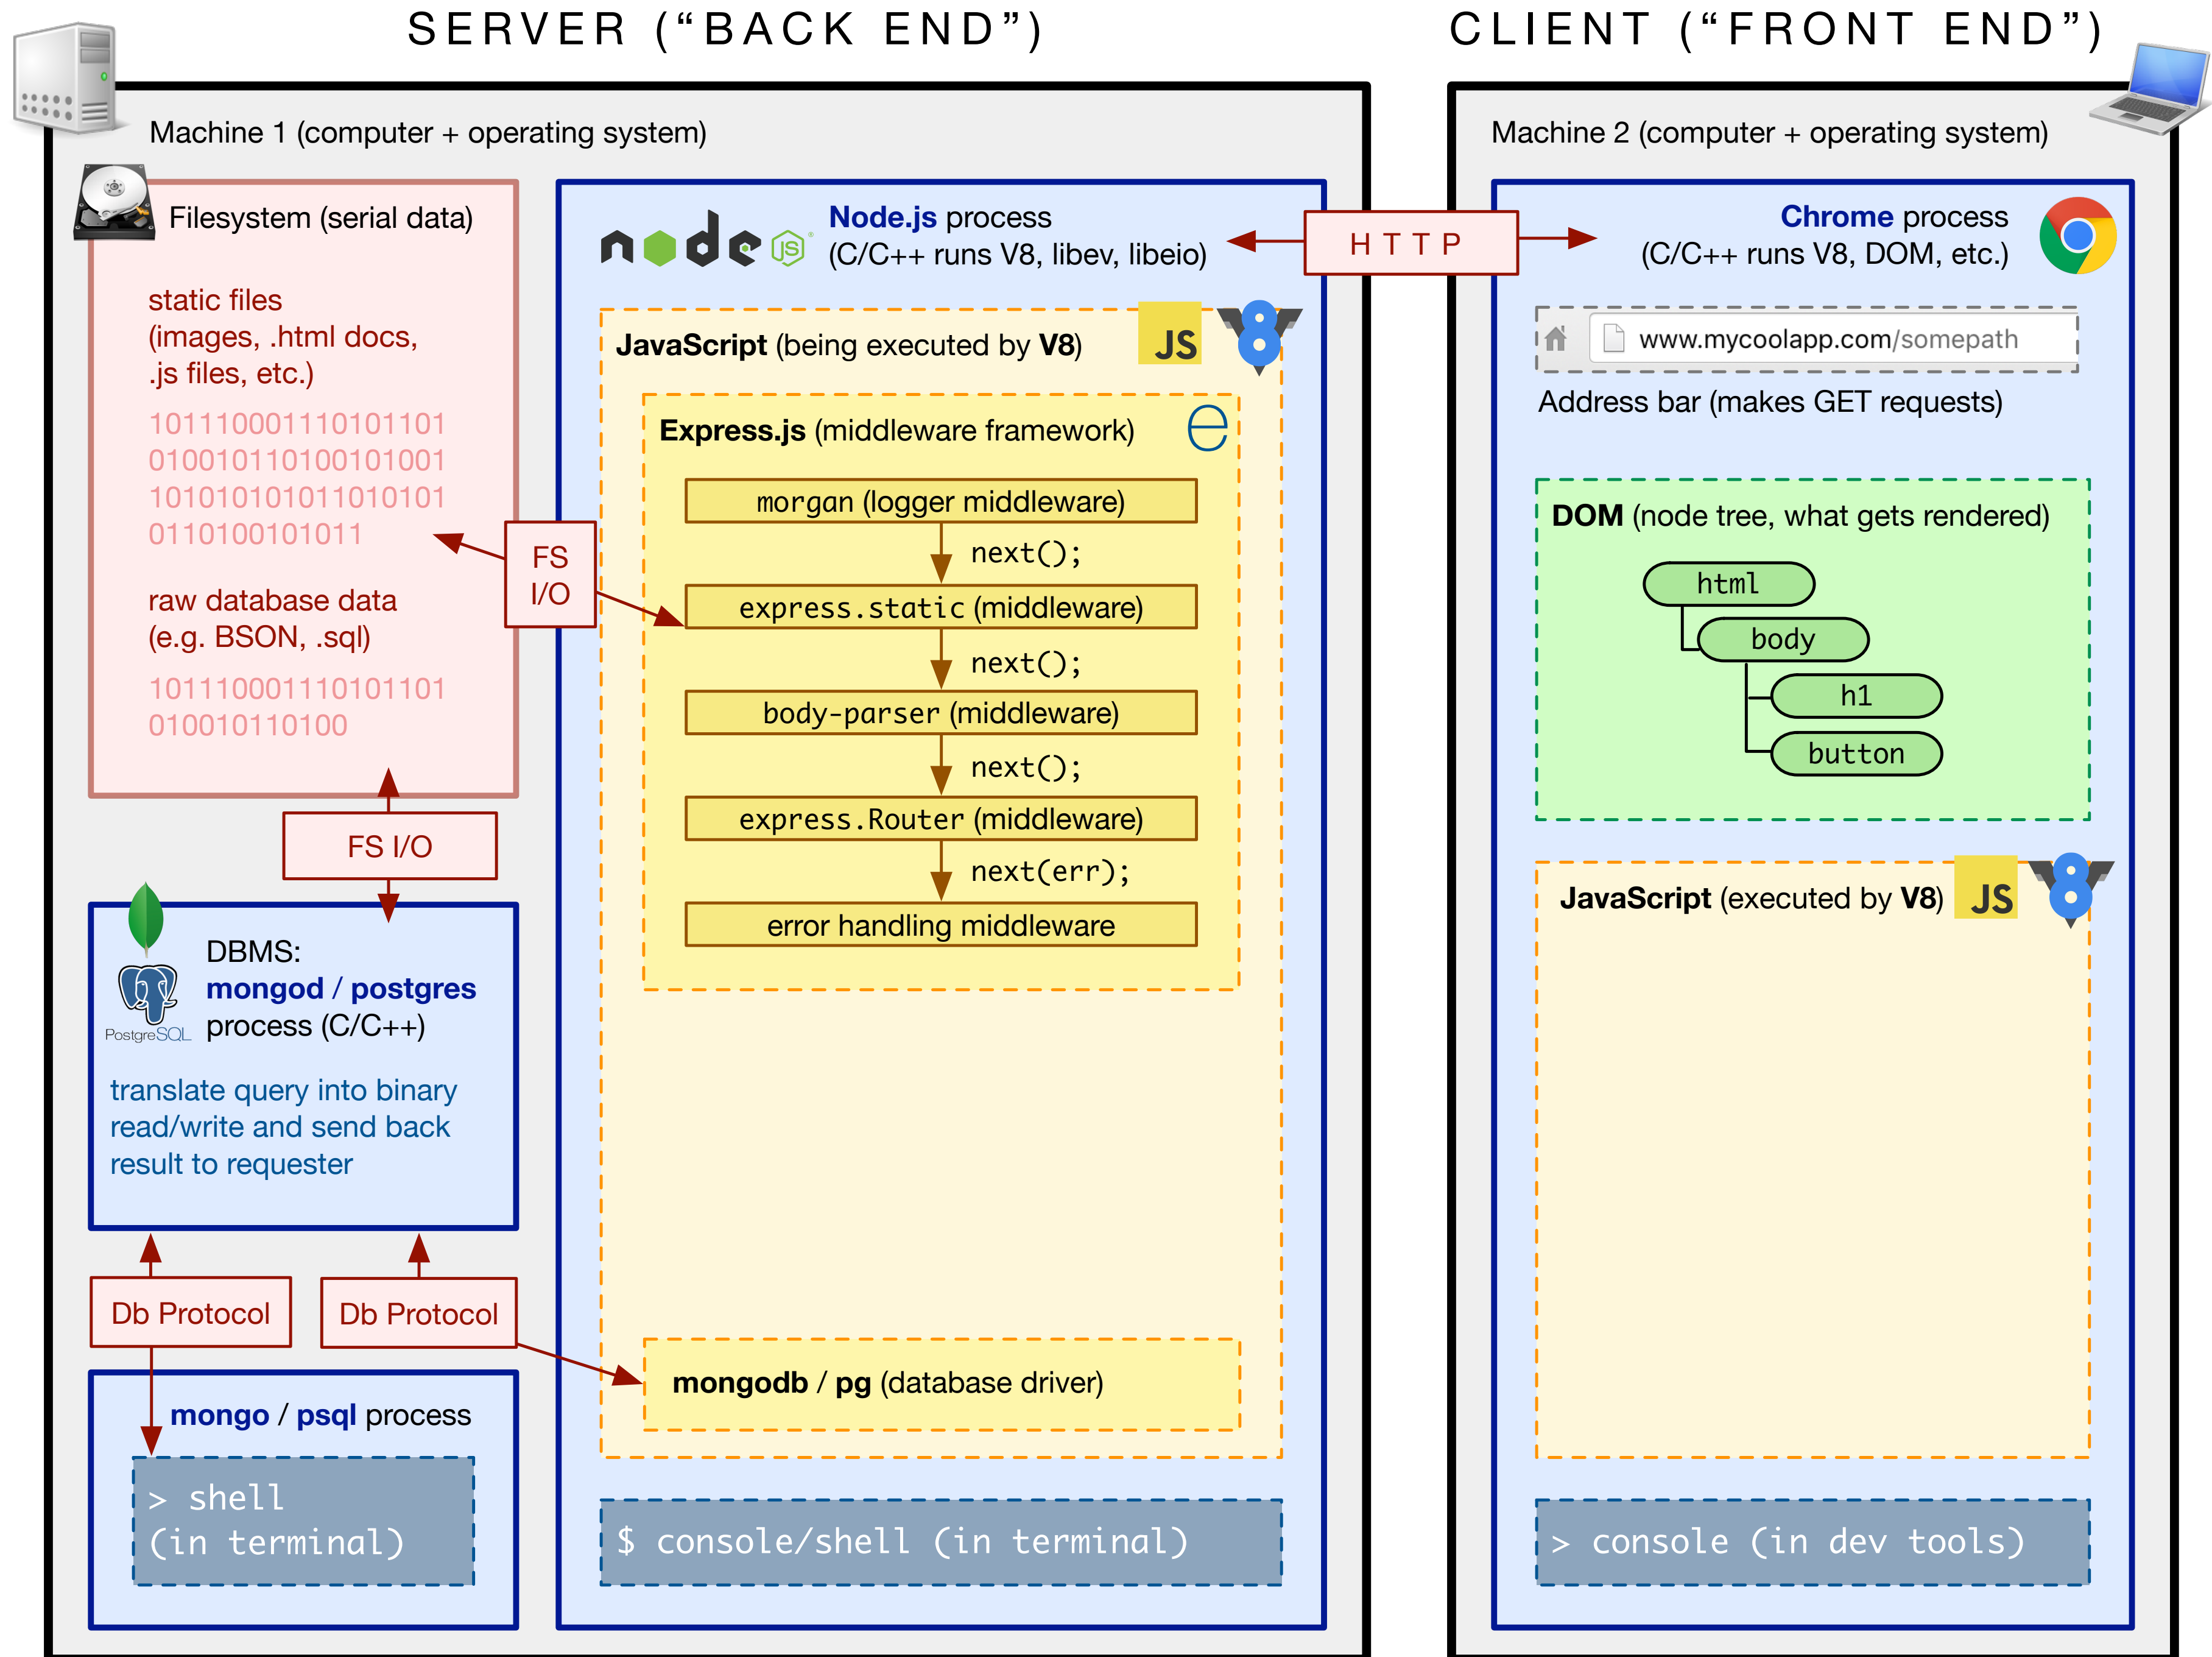 SERVER (“BACK END”)
Machine 1 (computer + operating system)
Filesystem (serial data)
static files
(images, .html docs,
.js files, etc.)
101110001110101101
010010110100101001
101010101011010101
0110100101011
raw database data
(e.g. BSON, .sql)
101110001110101101
010010110100
FS I/O
DBMS:
mongod / postgres
process (C/C++)
PostgreSQL
translate query into binary
read/write and send back
result to requester
Db Protocol
Db Protocol
mongo / psql process
> shell
(in terminal)
FS
I/O
node JS
Node.js process
(C/C++ runs V8, libev, libeio)
JavaScript (being executed by V8)
JS
8
Express.js (middleware framework)
e
morgan (logger middleware)
next();
express.static (middleware)
next();
body-parser (middleware)
next();
express.Router (middleware)
next(err);
error handling middleware
mongodb / pg (database driver)
$ console/shell (in terminal)
HTTP
CLIENT (“FRONT END”)
Machine 2 (computer + operating system)
Chrome process
(C/C++ runs V8, DOM, etc.)
www.mycoolapp.com/somepath
Address bar (makes GET requests)
DOM (node tree, what gets rendered)
html
body
h1
button
JavaScript (executed by V8)
JS
8
> console (in dev tools)